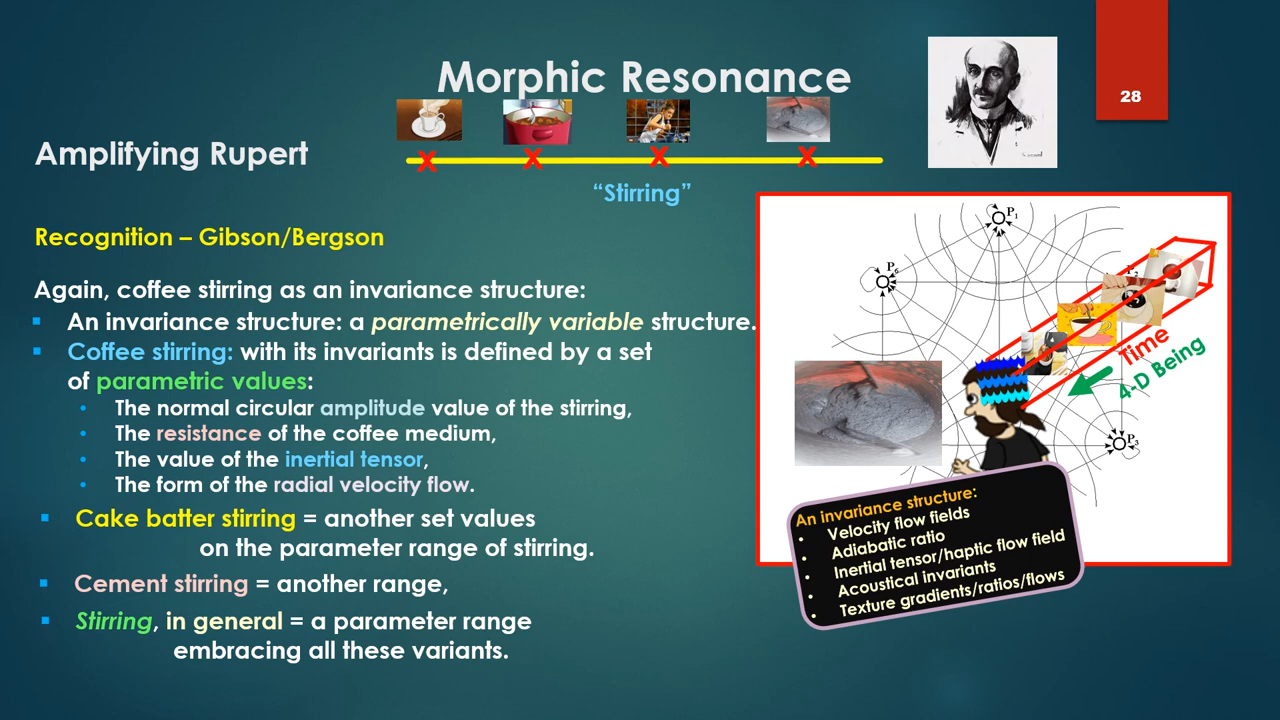 Morphic Resonance
28
Amplifying Rupert
“Stirring”
Recognition – Gibson/Bergson
Again, coffee stirring as an invariance structure:
An invariance structure: a parametrically variable structure.
Coffee stirring: with its invariants is defined by a set
of parametric values:
The normal circular amplitude value of the stirring,
The resistance of the coffee medium,
The value of the inertial tensor,
The form of the radial velocity flow.
Cake batter stirring = another set values
on the parameter range of stirring.
Cement stirring = another range,
Stirring, in general = a parameter range
embracing all these variants.
P1
P6
P2
P3
Time
4-D Being
An invariance structure:
Velocity flow fields
Adiabatic ratio
Inertial tensor/haptic flow field
Acoustical invariants
Texture gradients/ratios/flows